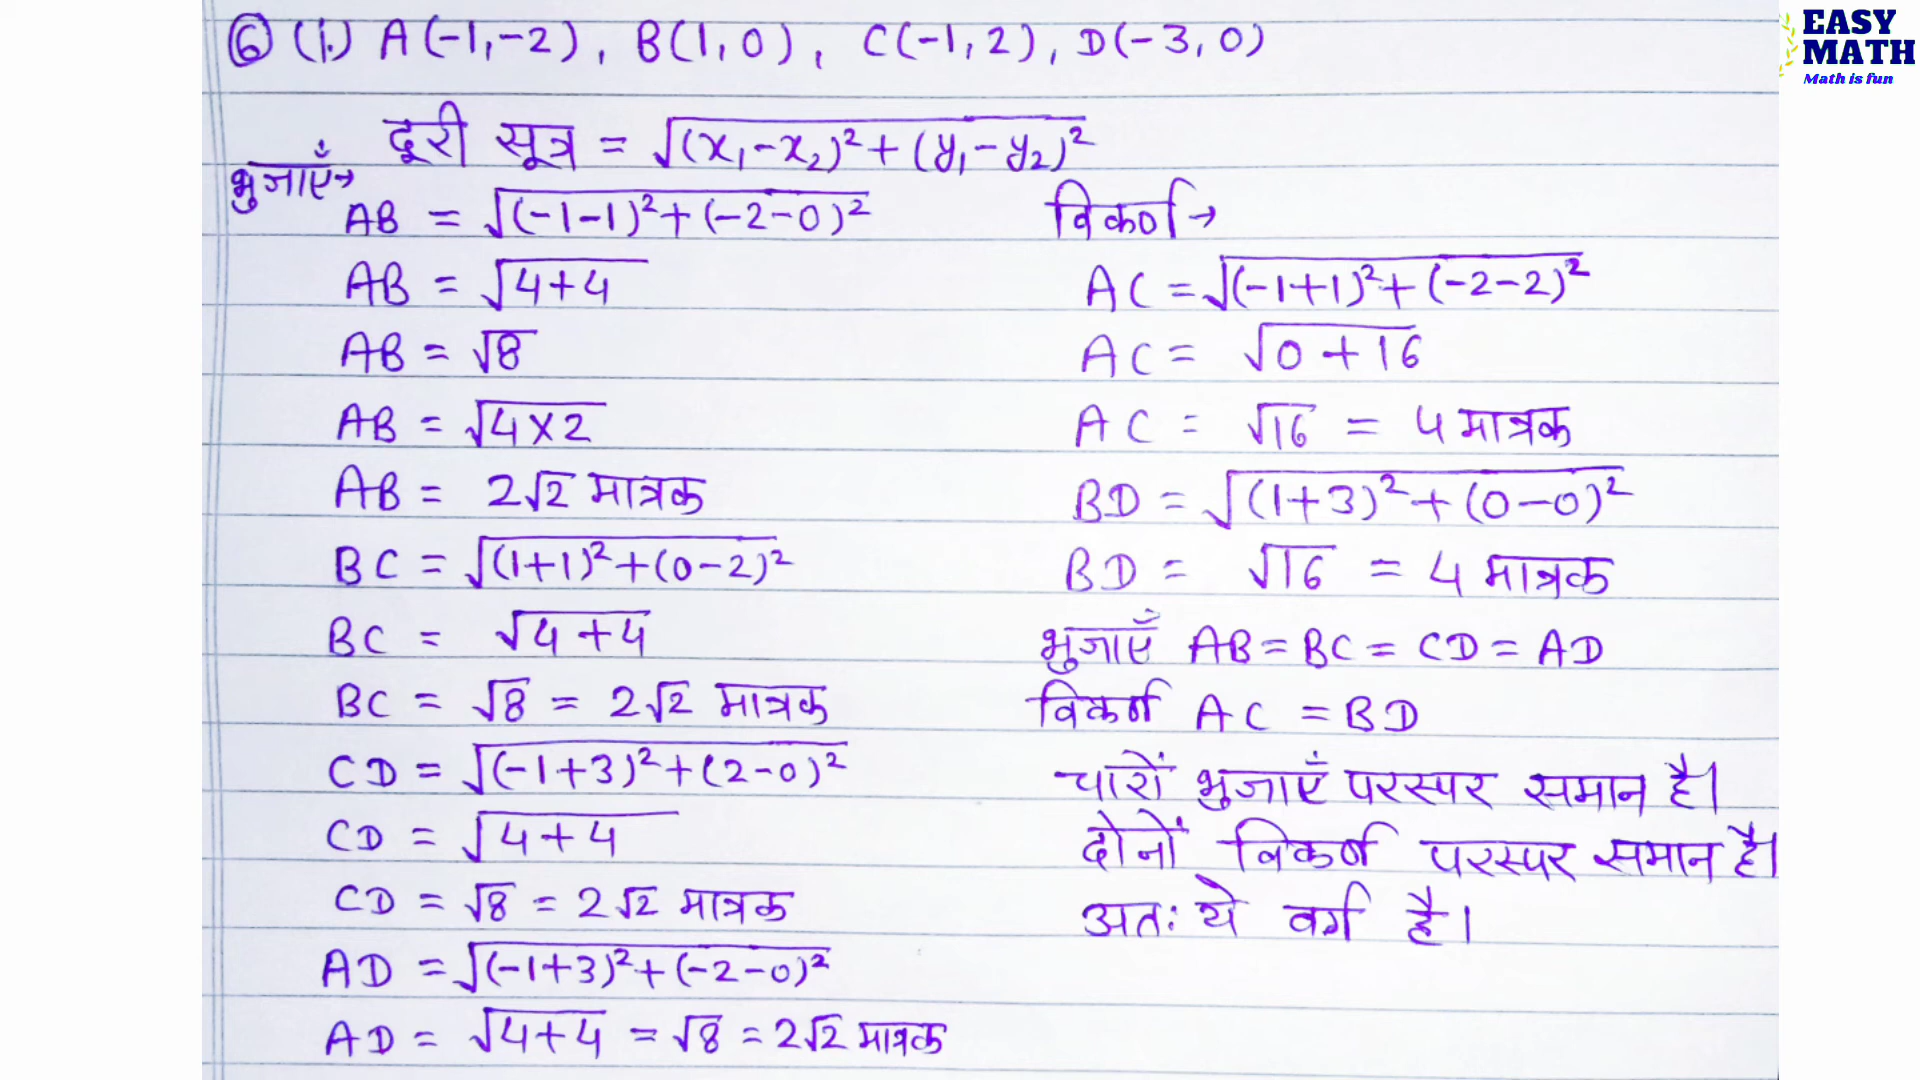 ⑥ (1.) A(-1,-2), B(1,0), C(-1,2), D(-3,0)
EASY
MATH
Math is fun
दूरी सूत्र = √(x₁-x₂)²+(y₁-y₂)²
भुजाएँ→
AB = √(-1-1)²+(-2-0)²
AB = √4+4
AB = √8
AB = √4×2
AB = 2√2 मात्रक
BC = √(1+1)²+(0-2)²
BC = √4+4
BC = √8 = 2√2 मात्रक
CD = √(-1+3)²+(2-0)²
CD = √4+4
CD = √8 = 2√2 मात्रक
AD = √(-1+3)²+(-2-0)²
AD = √4+4 = √8 = 2√2 मात्रक
विकर्ण→
AC = √(-1+1)²+(-2-2)²
AC = √0+16
AC = √16 = 4 मात्रक
BD = √(1+3)²+(0-0)²
BD = √16 = 4 मात्रक
भुजाएँ AB = BC = CD = AD
विकर्ण AC = BD
चारों भुजाएँ परस्पर समान है।
दोनों विकर्ण परस्पर समान है।
अतः ये वर्ग है।